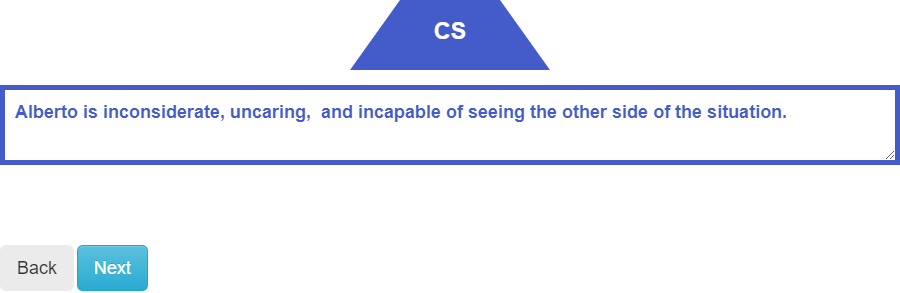 CS
Alberto is inconsiderate, uncaring,  and incapable of seeing the other side of the situation.
Back Next